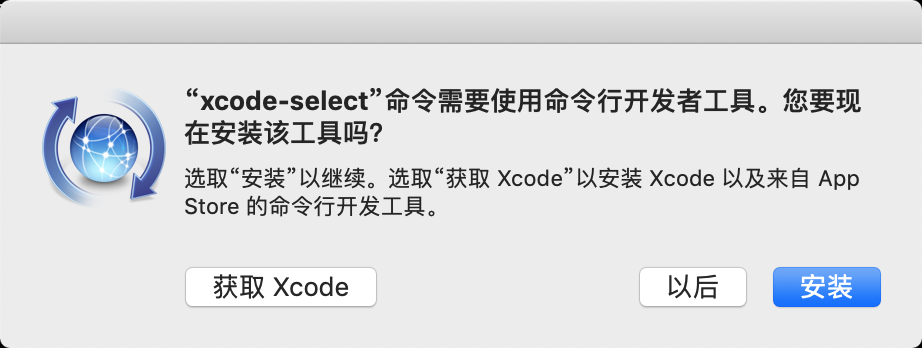 “xcode-select”命令需要使用命令行开发者工具。您要现
在安装该工具吗？
选取“安装”以继续。选取“获取 Xcode”以安装 Xcode 以及来自 App
Store 的命令行开发工具。
获取 Xcode
以后
安装